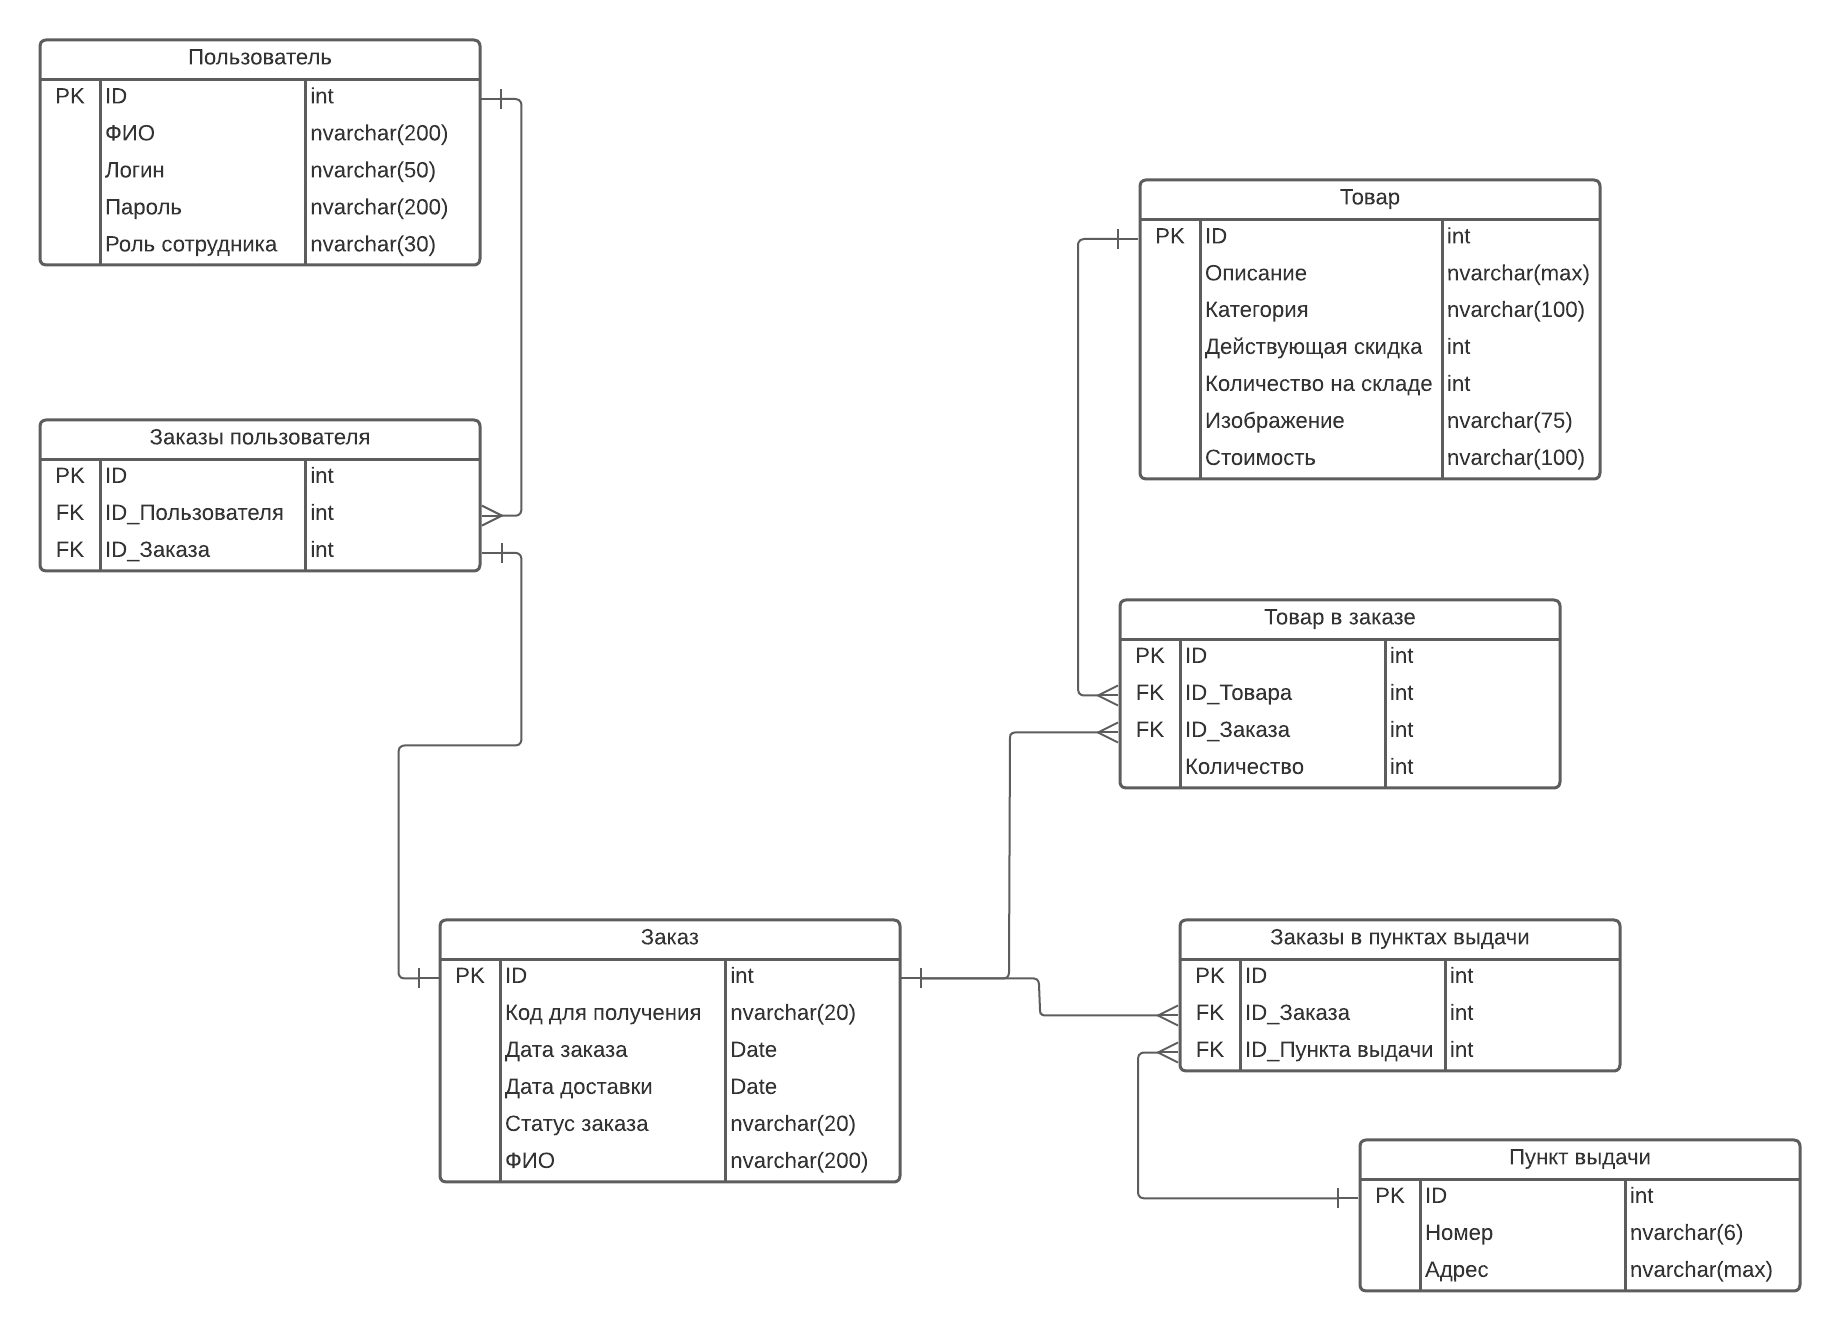 Пользователь
PK ID int
ФИО nvarchar(200)
Логин nvarchar(50)
Пароль nvarchar(200)
Роль сотрудника nvarchar(30)
Заказы пользователя
PK ID int
FK ID_Пользователя int
FK ID_Заказа int
Товар
PK ID int
Описание nvarchar(max)
Категория nvarchar(100)
Действующая скидка int
Количество на складе int
Изображение nvarchar(75)
Стоимость nvarchar(100)
Товар в заказе
PK ID int
FK ID_Товара int
FK ID_Заказа int
Количество int
Заказ
PK ID int
Код для получения nvarchar(20)
Дата заказа Date
Дата доставки Date
Статус заказа nvarchar(20)
ФИО nvarchar(200)
Заказы в пунктах выдачи
PK ID int
FK ID_Заказа int
FK ID_Пункта выдачи int
Пункт выдачи
PK ID int
Номер nvarchar(6)
Адрес nvarchar(max)